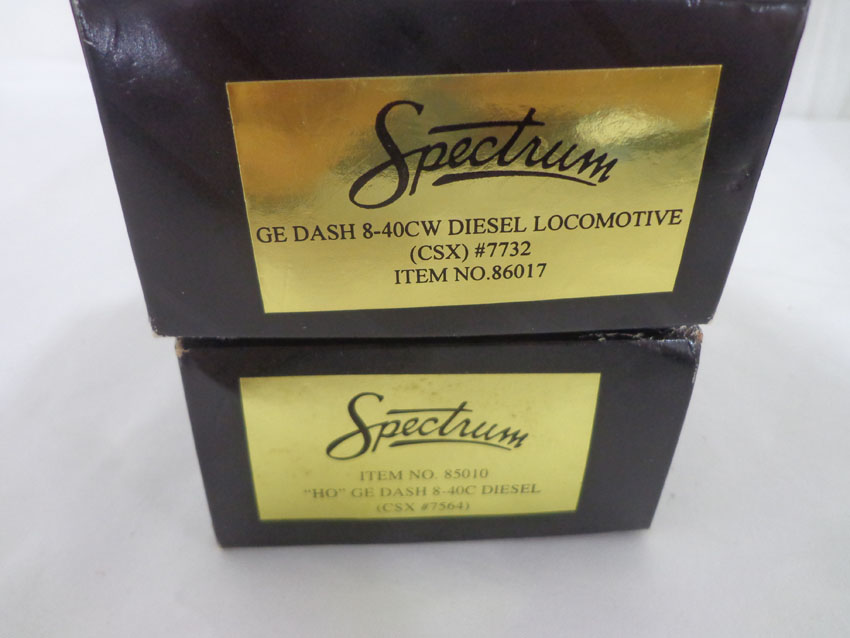 Spectrum
GE DASH 8-40CW DIESEL LOCOMOTIVE
(CSX) #7732
ITEM NO.86017
Spectrum
ITEM NO. 85010
"HO" GE DASH 8-40C DIESEL
(CSX #7564)